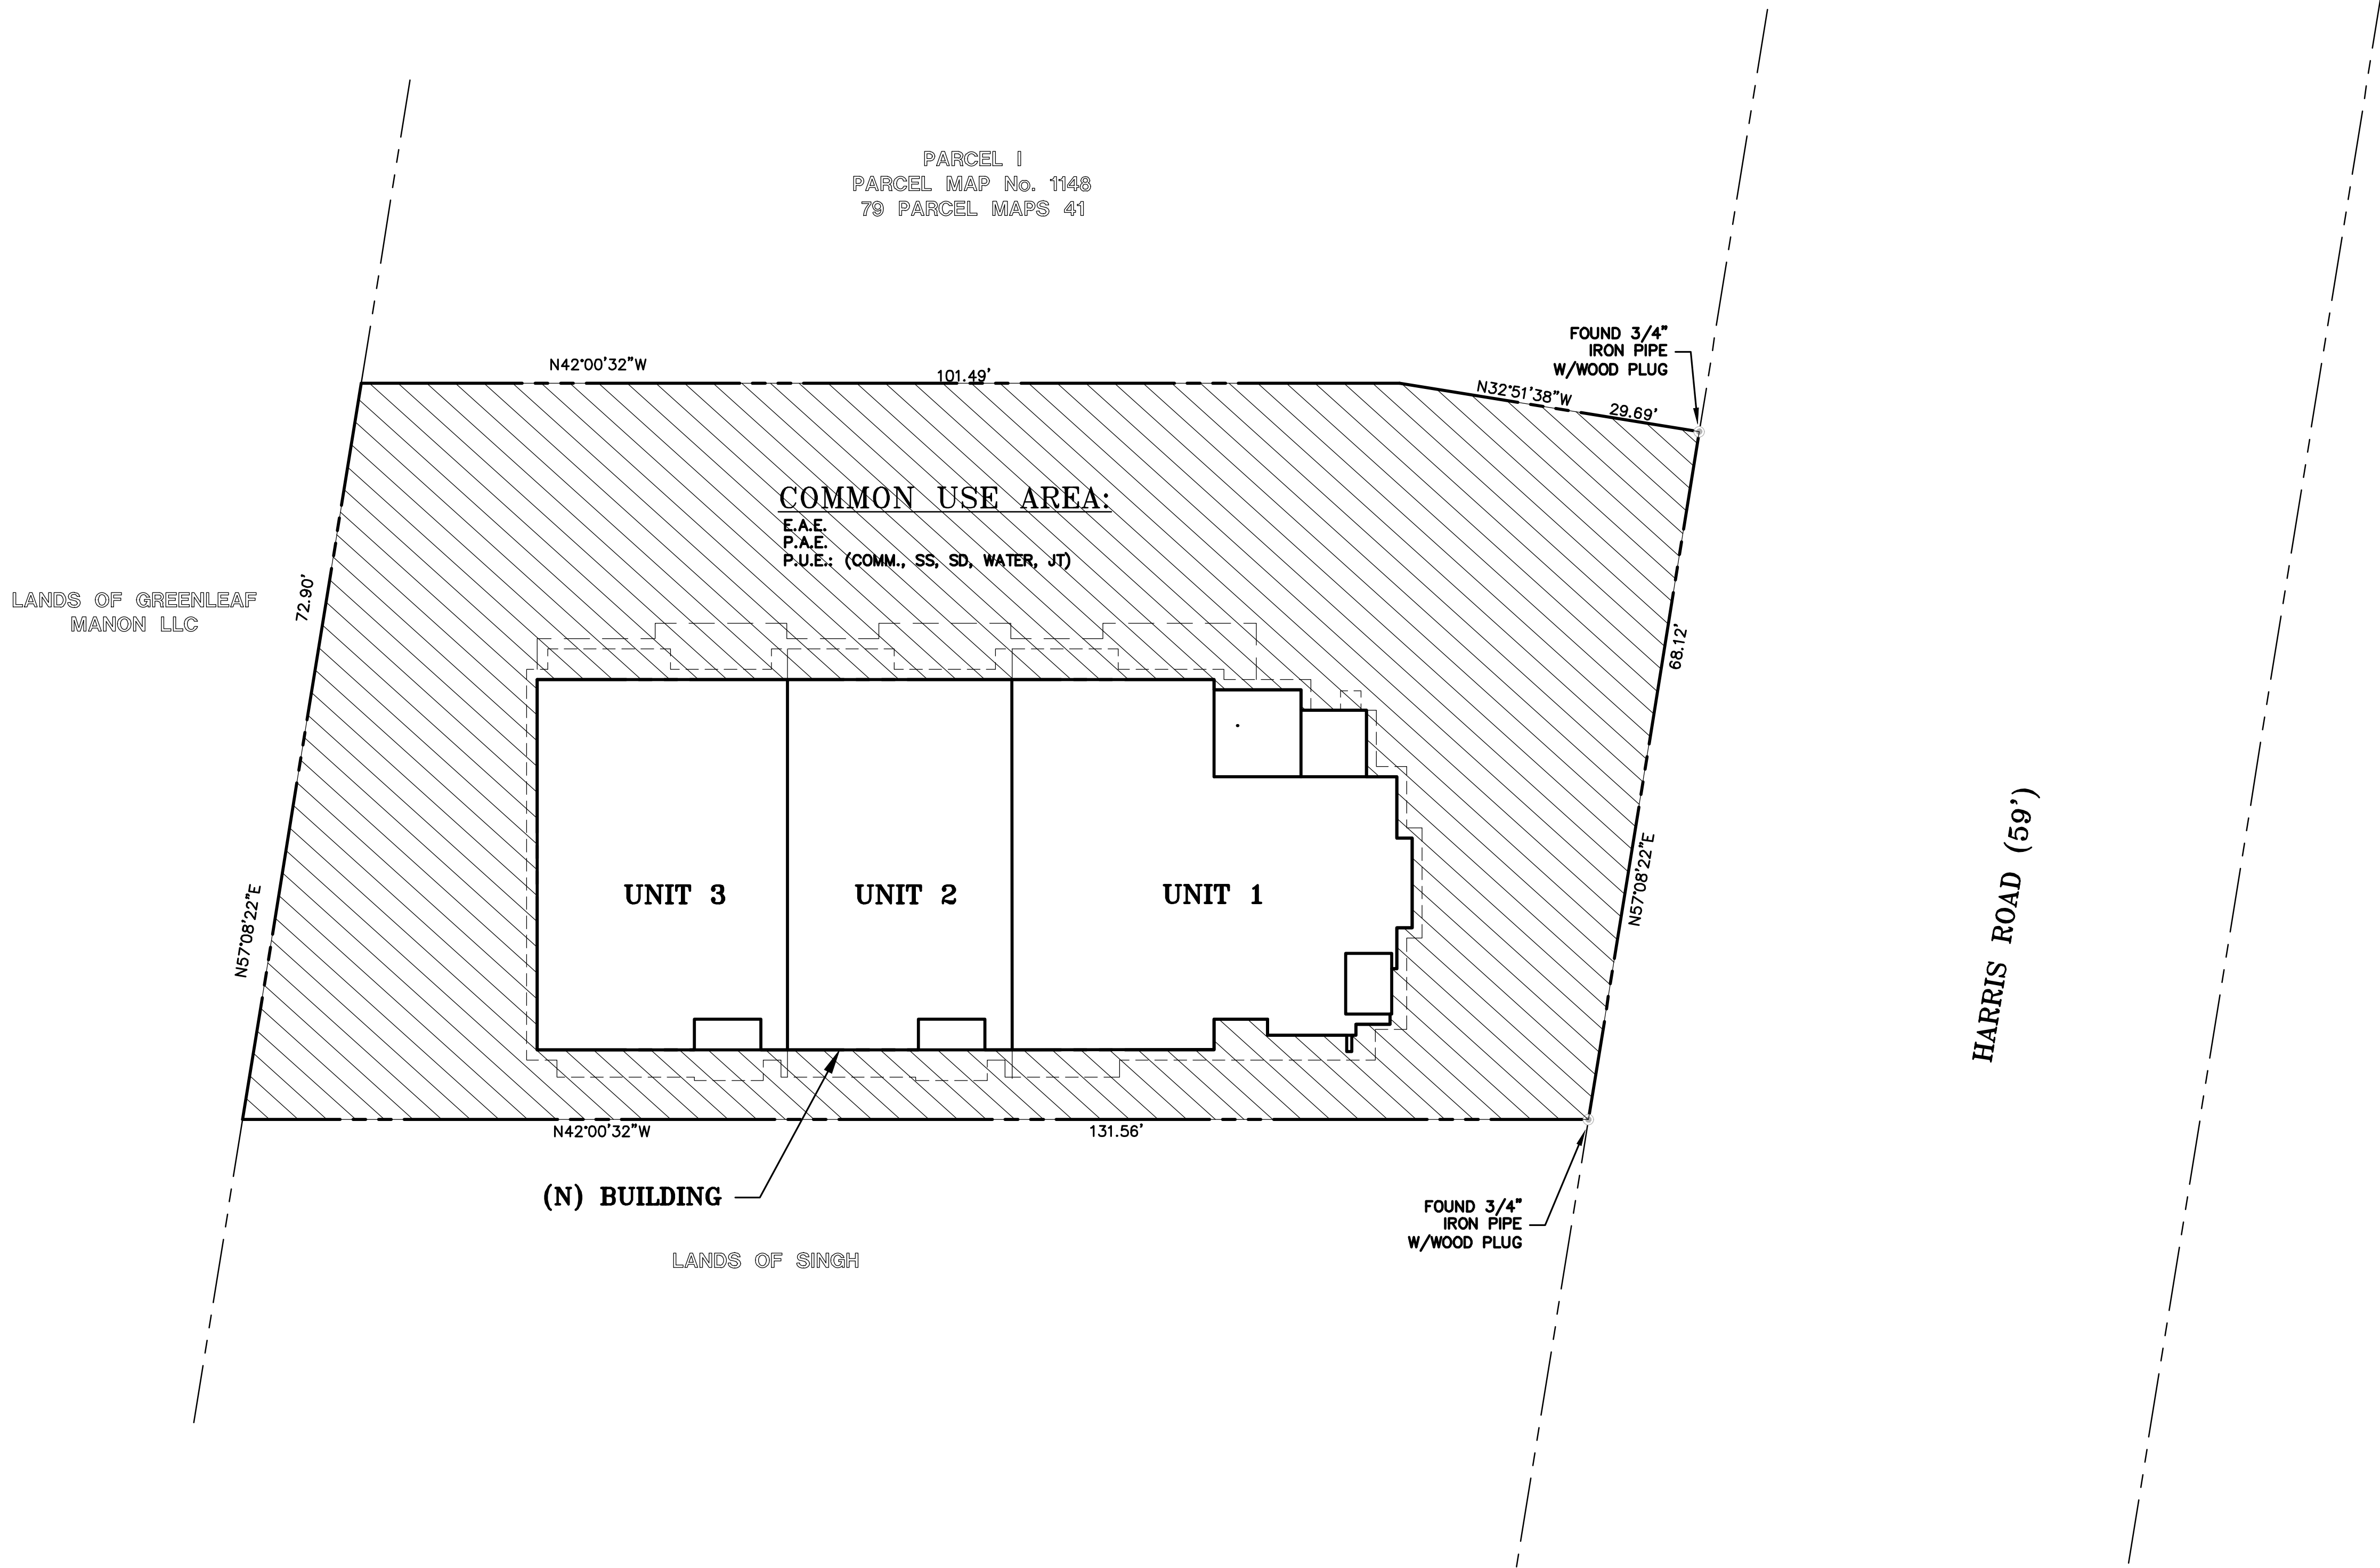 PARCEL I
PARCEL MAP No. 1148
79 PARCEL MAPS 41
FOUND 3/4"
IRON PIPE
W/WOOD PLUG
N42°00'32"W
101.49'
N32°51'38"W
29.69'
COMMON USE AREA:
E.A.E.
P.A.E.
P.U.E.: (COMM., SS, SD, WATER, JT)
LANDS OF GREENLEAF
MANON LLC
72.90'
N57°08'22"E
68.12'
N57°08'22"E
HARRIS ROAD (59')
UNIT 3
UNIT 2
UNIT 1
N42°00'32"W
131.56'
(N) BUILDING
FOUND 3/4"
IRON PIPE
W/WOOD PLUG
LANDS OF SINGH